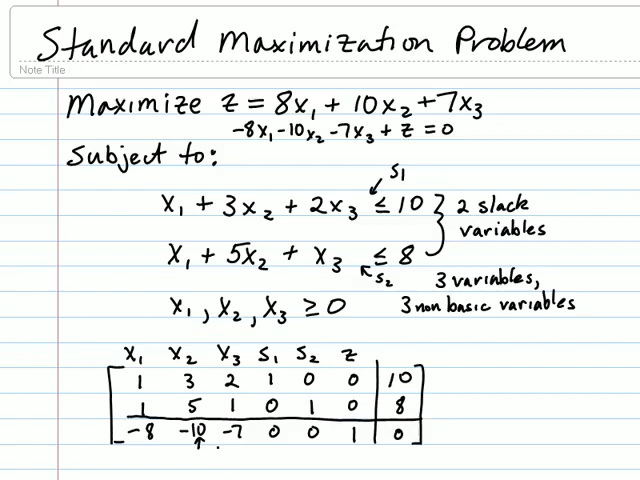 Standard Maximization Problem
Note Title
Maximize z = 8x₁ + 10x₂ + 7x₃
-8x₁ - 10x₂ - 7x₃ + z = 0
Subject to:
S₁
x₁ + 3x₂ + 2x₃ ≤ 10 } 2 slack
variables
x₁ + 5x₂ + x₃ ≤ 8
S₂
3 variables,
x₁, x₂, x₃ ≥ 0
3 non basic variables
x₁ x₂ x₃ S₁ S₂ z
1 3 2 1 0 0 10
1 5 1 0 1 0 8
-8 -10 -7 0 0 1 0